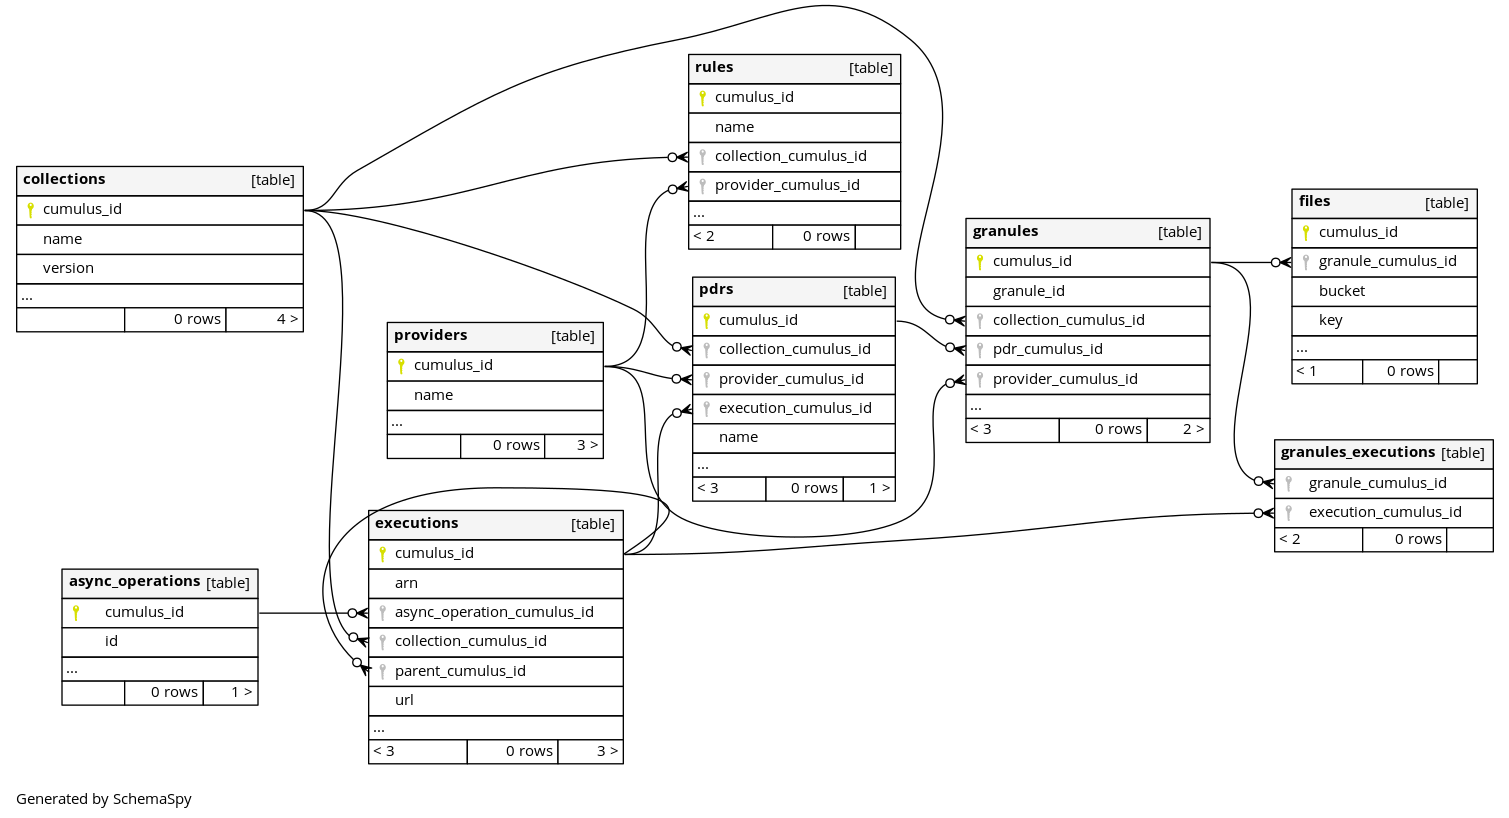 rules [table]
cumulus_id
name
collection_cumulus_id
provider_cumulus_id
...
< 2 0 rows
collections [table]
cumulus_id
name
version
...
0 rows 4 >
files [table]
cumulus_id
granule_cumulus_id
bucket
key
...
< 1 0 rows
granules [table]
cumulus_id
granule_id
collection_cumulus_id
pdr_cumulus_id
provider_cumulus_id
...
< 3 0 rows 2 >
pdrs [table]
cumulus_id
collection_cumulus_id
provider_cumulus_id
execution_cumulus_id
name
...
< 3 0 rows 1 >
providers [table]
cumulus_id
name
...
0 rows 3 >
granules_executions [table]
granule_cumulus_id
execution_cumulus_id
< 2 0 rows
executions [table]
cumulus_id
arn
async_operation_cumulus_id
collection_cumulus_id
parent_cumulus_id
url
...
< 3 0 rows 3 >
async_operations [table]
cumulus_id
id
...
0 rows 1 >
Generated by SchemaSpy